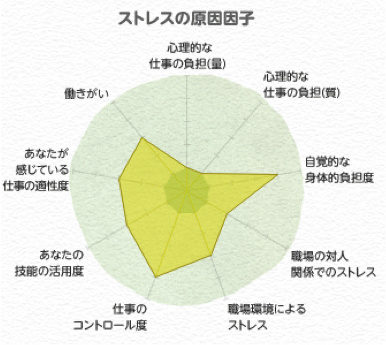 ストレスの原因因子
心理的な
仕事の負担(量)
心理的な
仕事の負担(質)
自覚的な
身体的負担度
職場の対人
関係でのストレス
職場環境による
ストレス
仕事の
コントロール度
あなたの
技能の活用度
あなたが
感じている
仕事の適性度
働きがい